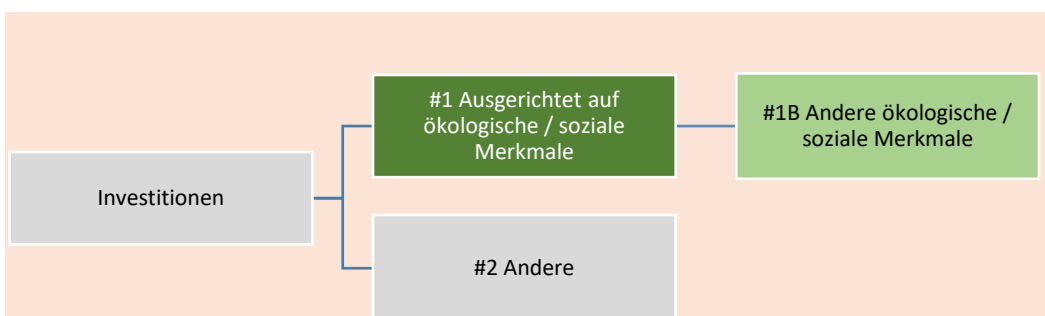 #1 Ausgerichtet auf
ökologische / soziale
Merkmale
#1B Andere ökologische /
soziale Merkmale
Investitionen
#2 Andere